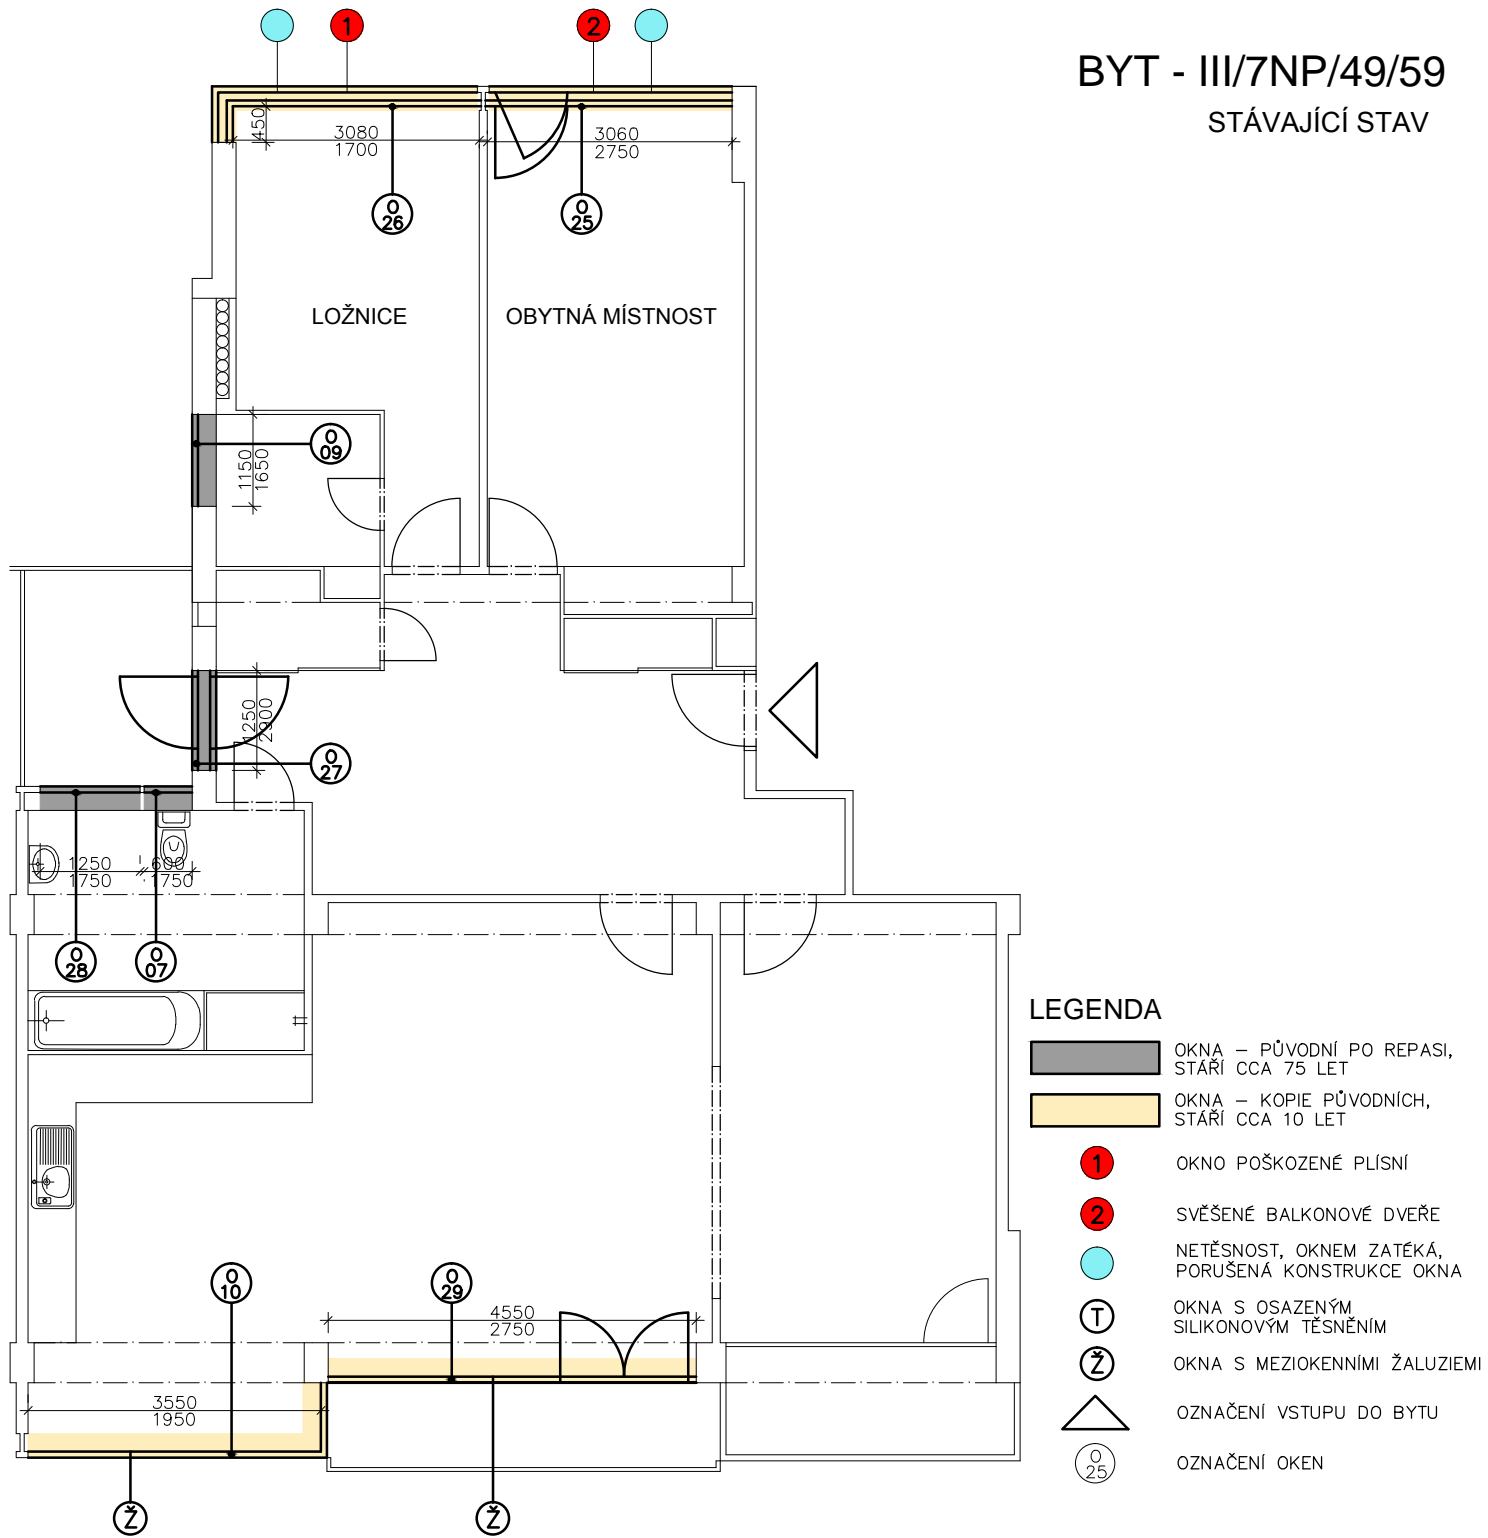 1
2
BYT - III/7NP/49/59
STÁVAJÍCÍ STAV
450
3080
1700
3060
2750
O
26
O
25
LOŽNICE
OBYTNÁ MÍSTNOST
O
09
1150
1650
1250
2900
O
27
1250
1750
600
1750
O
28
O
07
LEGENDA
OKNA – PŮVODNÍ PO REPASI,
STÁŘÍ CCA 75 LET
OKNA – KOPIE PŮVODNÍCH,
STÁŘÍ CCA 10 LET
1 OKNO POŠKOZENÉ PLÍSNÍ
2 SVĚŠENÉ BALKONOVÉ DVEŘE
NETĚSNOST, OKNEM ZATÉKÁ,
PORUŠENÁ KONSTRUKCE OKNA
T OKNA S OSAZENÝM
SILIKONOVÝM TĚSNĚNÍM
Ž OKNA S MEZIOKENNÍMI ŽALUZIEMI
OZNAČENÍ VSTUPU DO BYTU
O
25
OZNAČENÍ OKEN
O
10
O
29
4550
2750
3550
1950
Ž
Ž